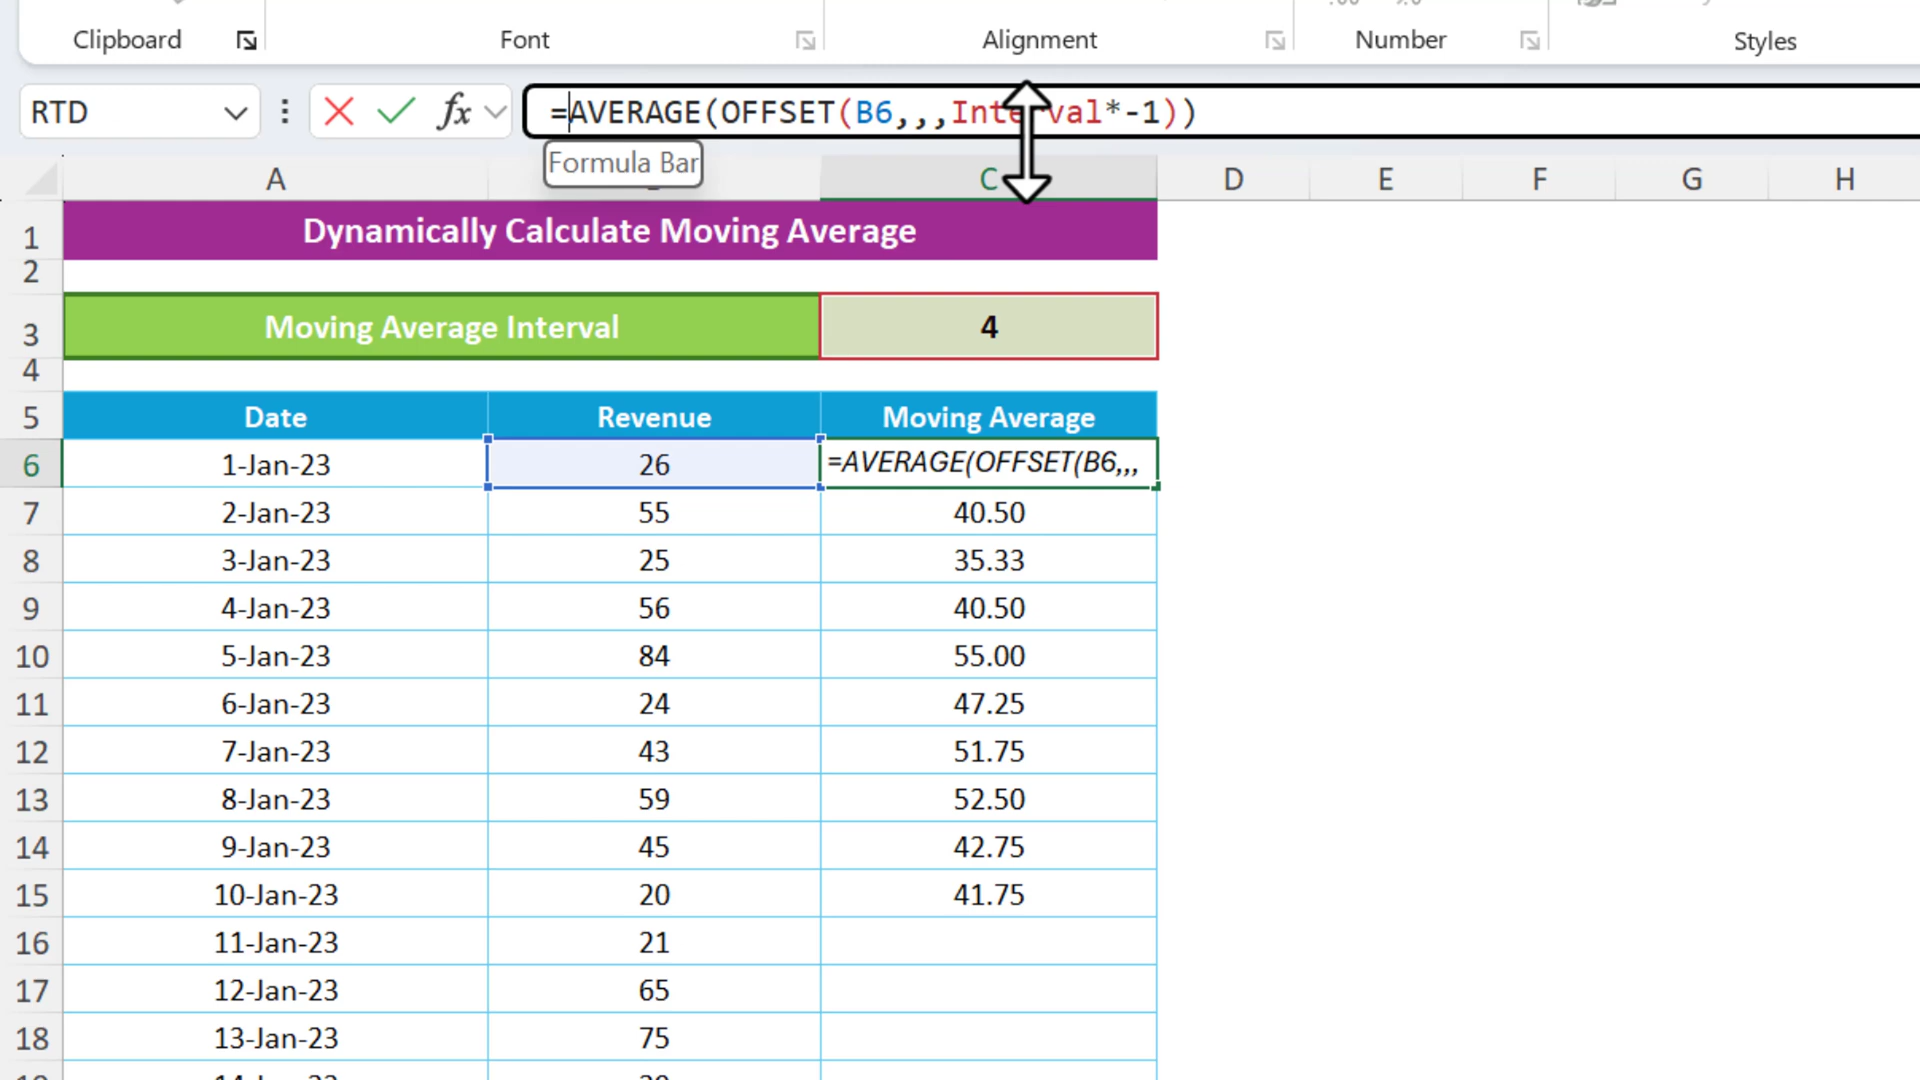 Clipboard Font Alignment Number Styles
RTD fx =AVERAGE(OFFSET(B6,,,Interval*-1))
Formula Bar
A C D E F G H
1 Dynamically Calculate Moving Average
2
3 Moving Average Interval 4
4
5 Date Revenue Moving Average
6 1-Jan-23 26 =AVERAGE(OFFSET(B6,,,
7 2-Jan-23 55 40.50
8 3-Jan-23 25 35.33
9 4-Jan-23 56 40.50
10 5-Jan-23 84 55.00
11 6-Jan-23 24 47.25
12 7-Jan-23 43 51.75
13 8-Jan-23 59 52.50
14 9-Jan-23 45 42.75
15 10-Jan-23 20 41.75
16 11-Jan-23 21
17 12-Jan-23 65
18 13-Jan-23 75